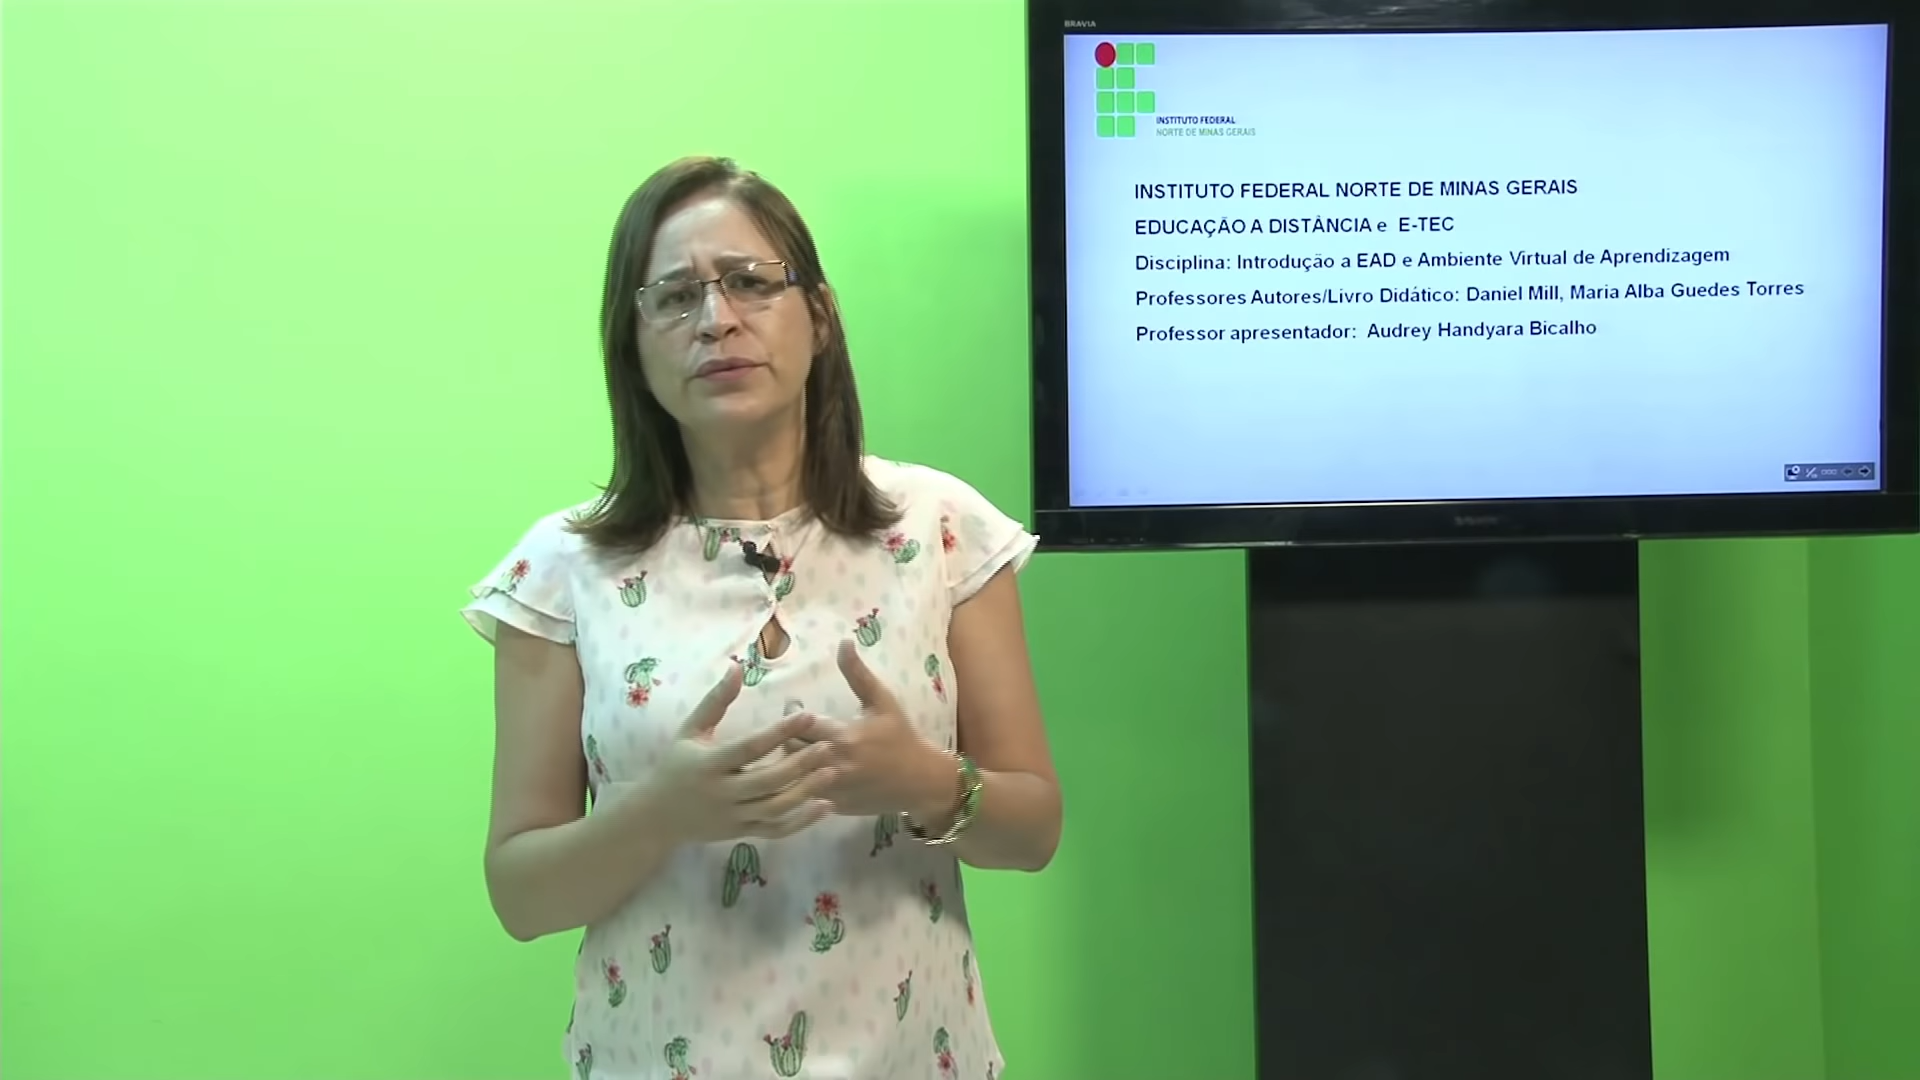 BRAVIA
INSTITUTO FEDERAL
NORTE DE MINAS GERAIS
INSTITUTO FEDERAL NORTE DE MINAS GERAIS
EDUCAÇÃO A DISTÂNCIA e E-TEC
Disciplina: Introdução a EAD e Ambiente Virtual de Aprendizagem
Professores Autores/Livro Didático: Daniel Mill, Maria Alba Guedes Torres
Professor apresentador: Audrey Handyara Bicalho